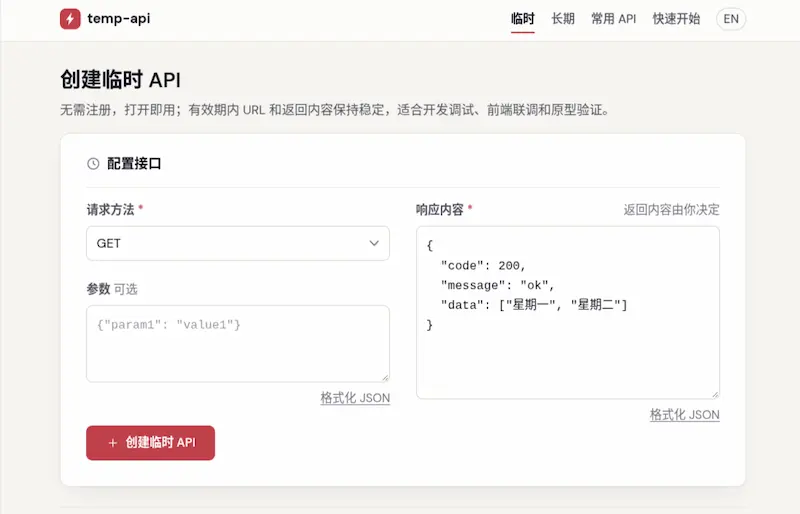 temp-api
临时 长期 常用 API 快速开始 EN
创建临时 API
无需注册，打开即用；有效期内 URL 和返回内容保持稳定，适合开发调试、前端联调和原型验证。
配置接口
请求方法 *
GET
参数 可选
{"param1": "value1"}
格式化 JSON
响应内容 *
返回内容由你决定
{
  "code": 200,
  "message": "ok",
  "data": ["星期一", "星期二"]
}
格式化 JSON
+ 创建临时 API